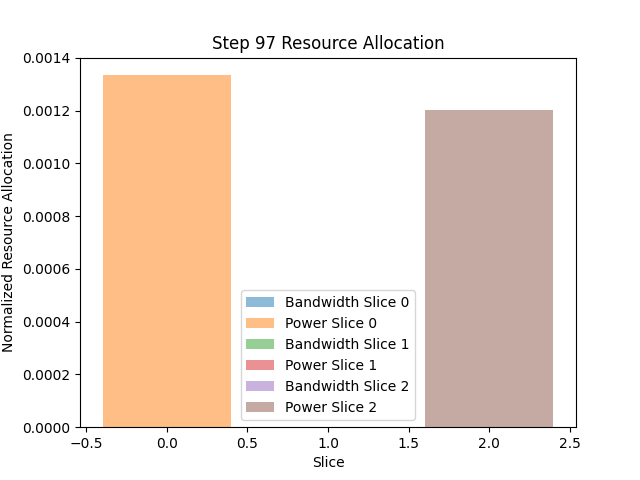 Step 97 Resource Allocation
Normalized Resource Allocation
0.0014
0.0012
0.0010
0.0008
0.0006
0.0004
0.0002
0.0000
Bandwidth Slice 0
Power Slice 0
Bandwidth Slice 1
Power Slice 1
Bandwidth Slice 2
Power Slice 2
−0.5 0.0 0.5 1.0 1.5 2.0 2.5
Slice